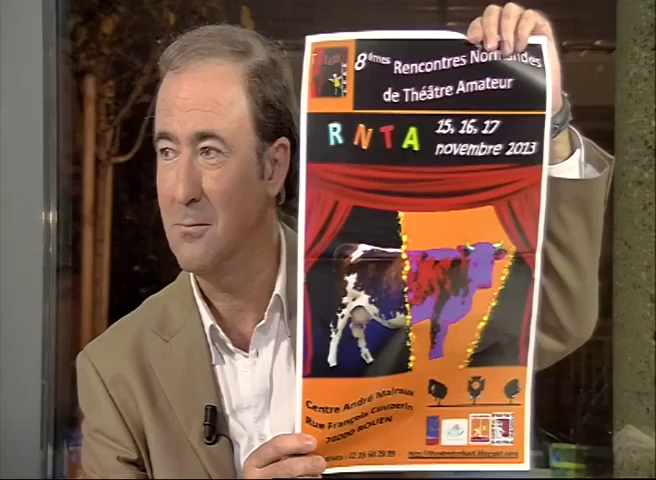 8èmes Rencontres Normandes
de Théâtre Amateur
RNTA
15, 16, 17
novembre 2013
Centre André Malraux
Rue François Couperin
76000 ROUEN